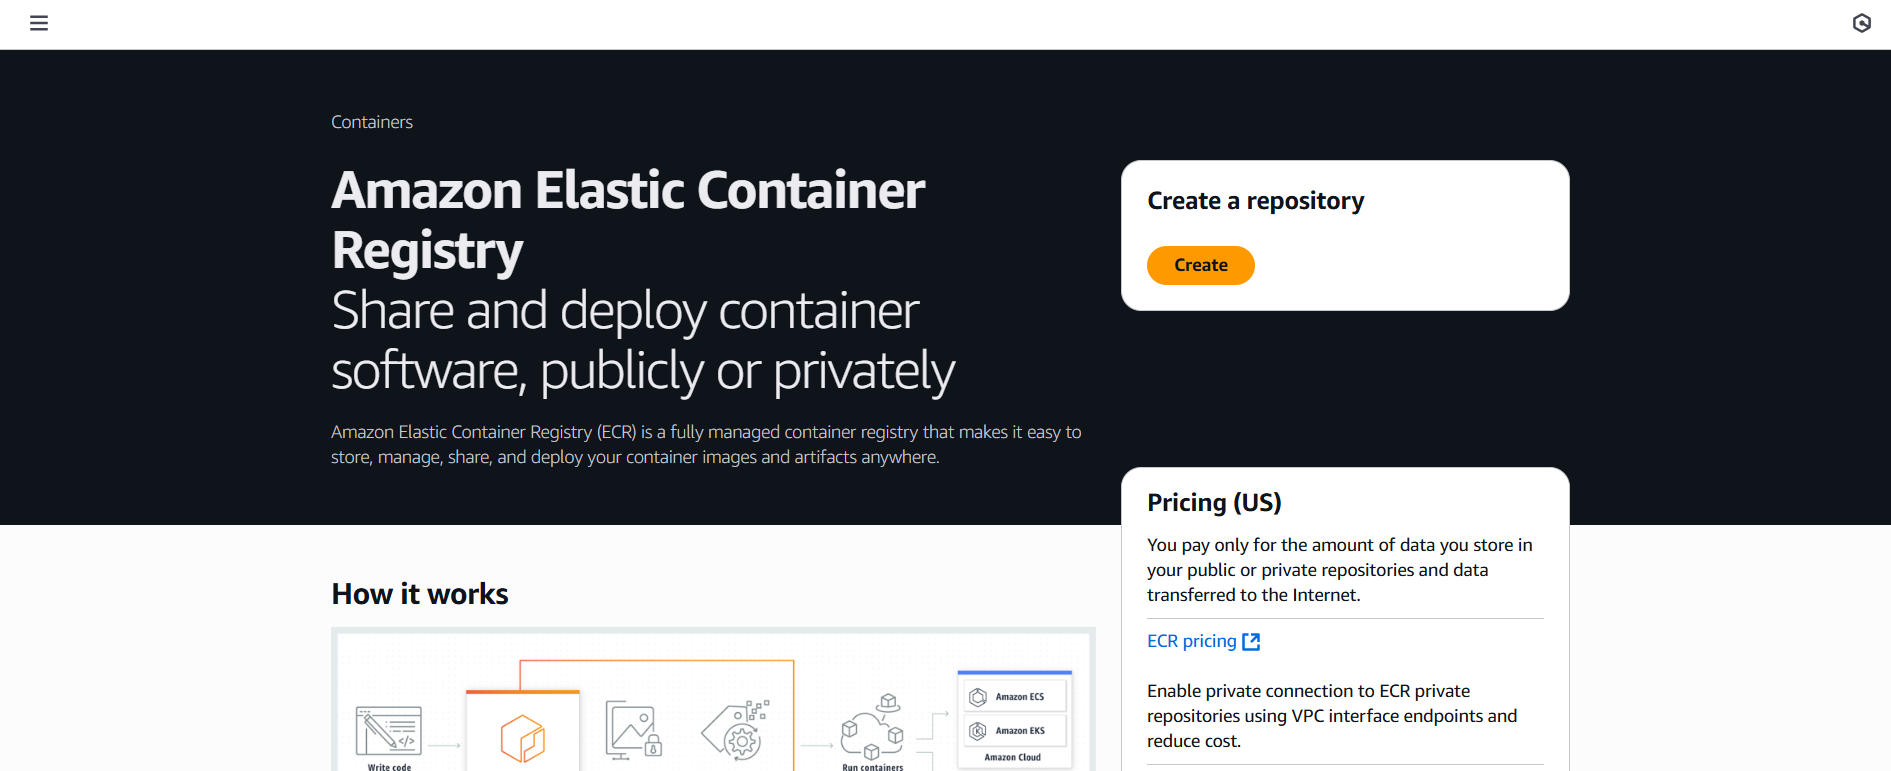 Containers
Amazon Elastic Container
Registry
Share and deploy container
software, publicly or privately
Amazon Elastic Container Registry (ECR) is a fully managed container registry that makes it easy to
store, manage, share, and deploy your container images and artifacts anywhere.
Create a repository
Create
Pricing (US)
You pay only for the amount of data you store in
your public or private repositories and data
transferred to the Internet.
ECR pricing
Enable private connection to ECR private
repositories using VPC interface endpoints and
reduce cost.
How it works
Write code
Run containers
Amazon ECS
Amazon EKS
Amazon Cloud